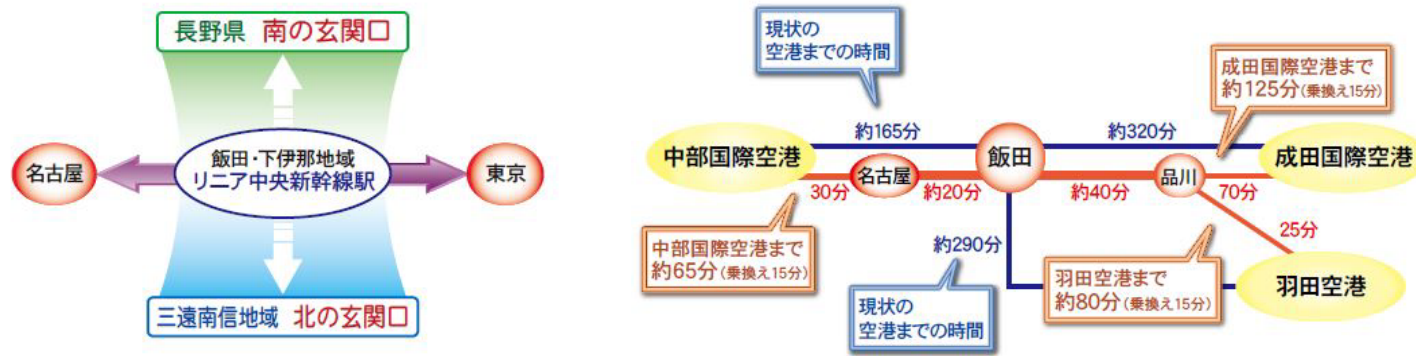 長野県 南の玄関口
名古屋
飯田・下伊那地域
リニア中央新幹線駅
東京
三遠南信地域 北の玄関口
現状の
空港までの時間
成田国際空港まで
約125分(乗換え15分)
約165分
約320分
中部国際空港
飯田
成田国際空港
名古屋
品川
30分
約20分
約40分
70分
25分
中部国際空港まで
約65分(乗換え15分)
約290分
羽田空港まで
約80分(乗換え15分)
羽田空港
現状の
空港までの時間